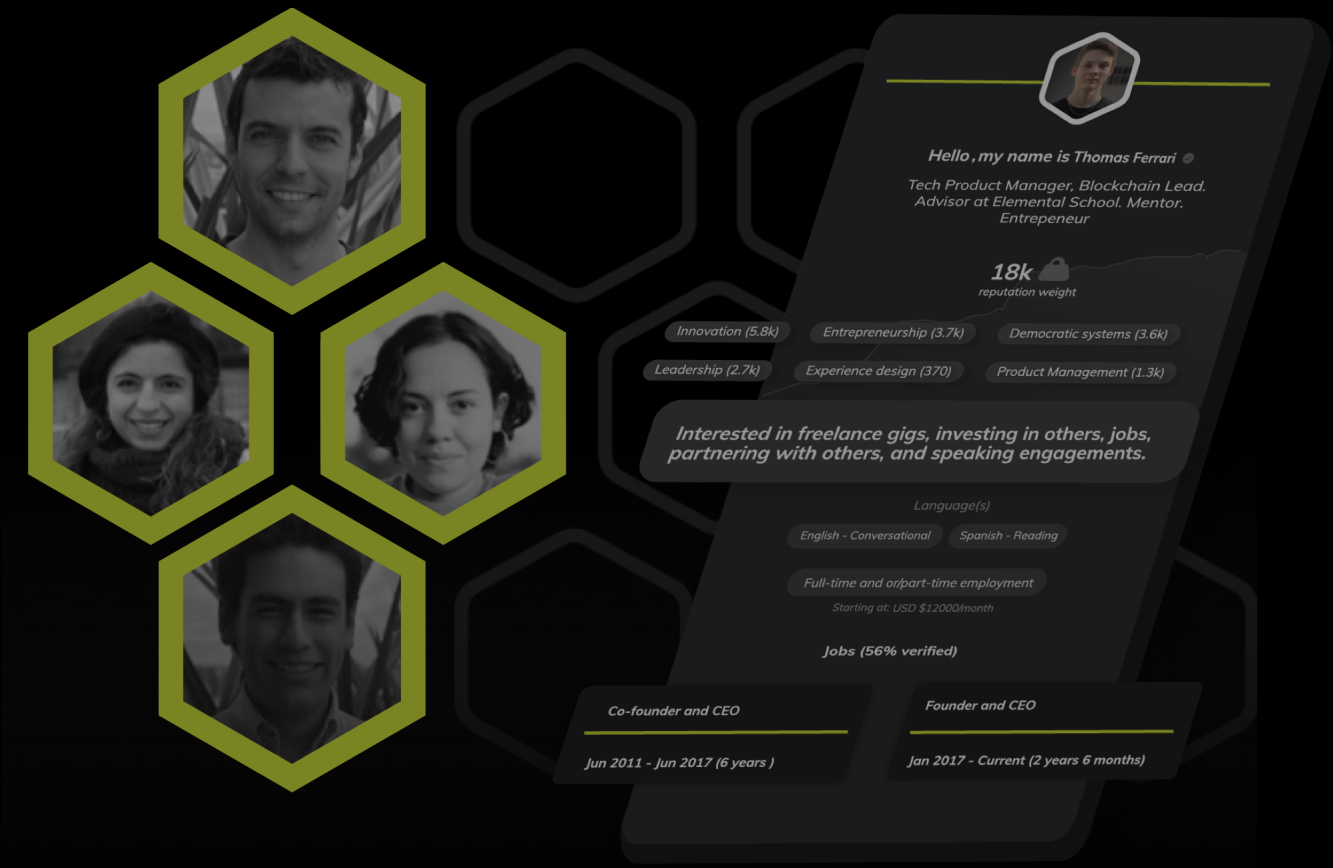 Hello, my name is Thomas Ferrari
Tech Product Manager, Blockchain Lead.
Advisor at Elemental School. Mentor.
Entrepeneur
18k
reputation weight
Innovation (5.8k) Entrepreneurship (3.7k) Democratic systems (3.6k)
Leadership (2.7k) Experience design (370) Product Management (1.3k)
Interested in freelance gigs, investing in others, jobs,
partnering with others, and speaking engagements.
Language(s)
English - Conversational Spanish - Reading
Full-time and or/part-time employment
Starting at: USD $12000/month
Jobs (56% verified)
Co-founder and CEO
Jun 2011 - Jun 2017 (6 years )
Founder and CEO
Jan 2017 - Current (2 years 6 months)